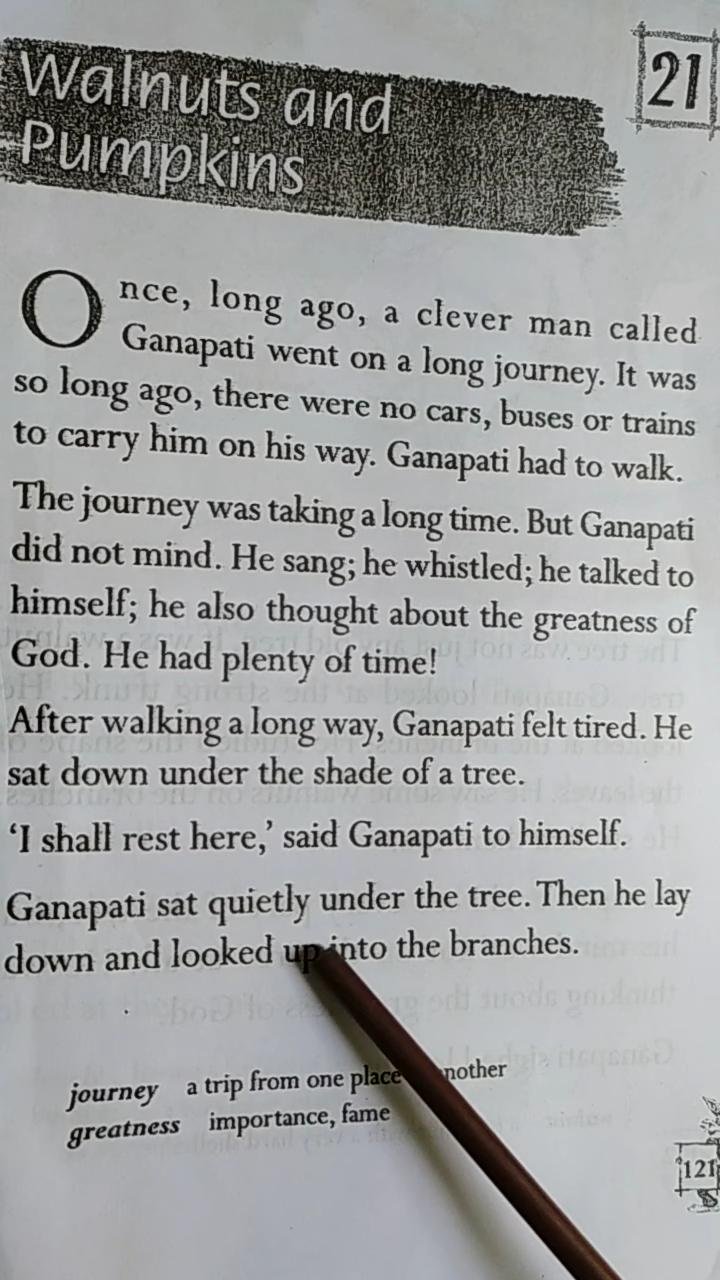 Walnuts and
Pumpkins
21
Once, long ago, a clever man called
Ganapati went on a long journey. It was
so long ago, there were no cars, buses or trains
to carry him on his way. Ganapati had to walk.
The journey was taking a long time. But Ganapati
did not mind. He sang; he whistled; he talked to
himself; he also thought about the greatness of
God. He had plenty of time!
After walking a long way, Ganapati felt tired. He
sat down under the shade of a tree.
‘I shall rest here,’ said Ganapati to himself.
Ganapati sat quietly under the tree. Then he lay
down and looked up into the branches.
journey a trip from one place nother
greatness importance, fame
121